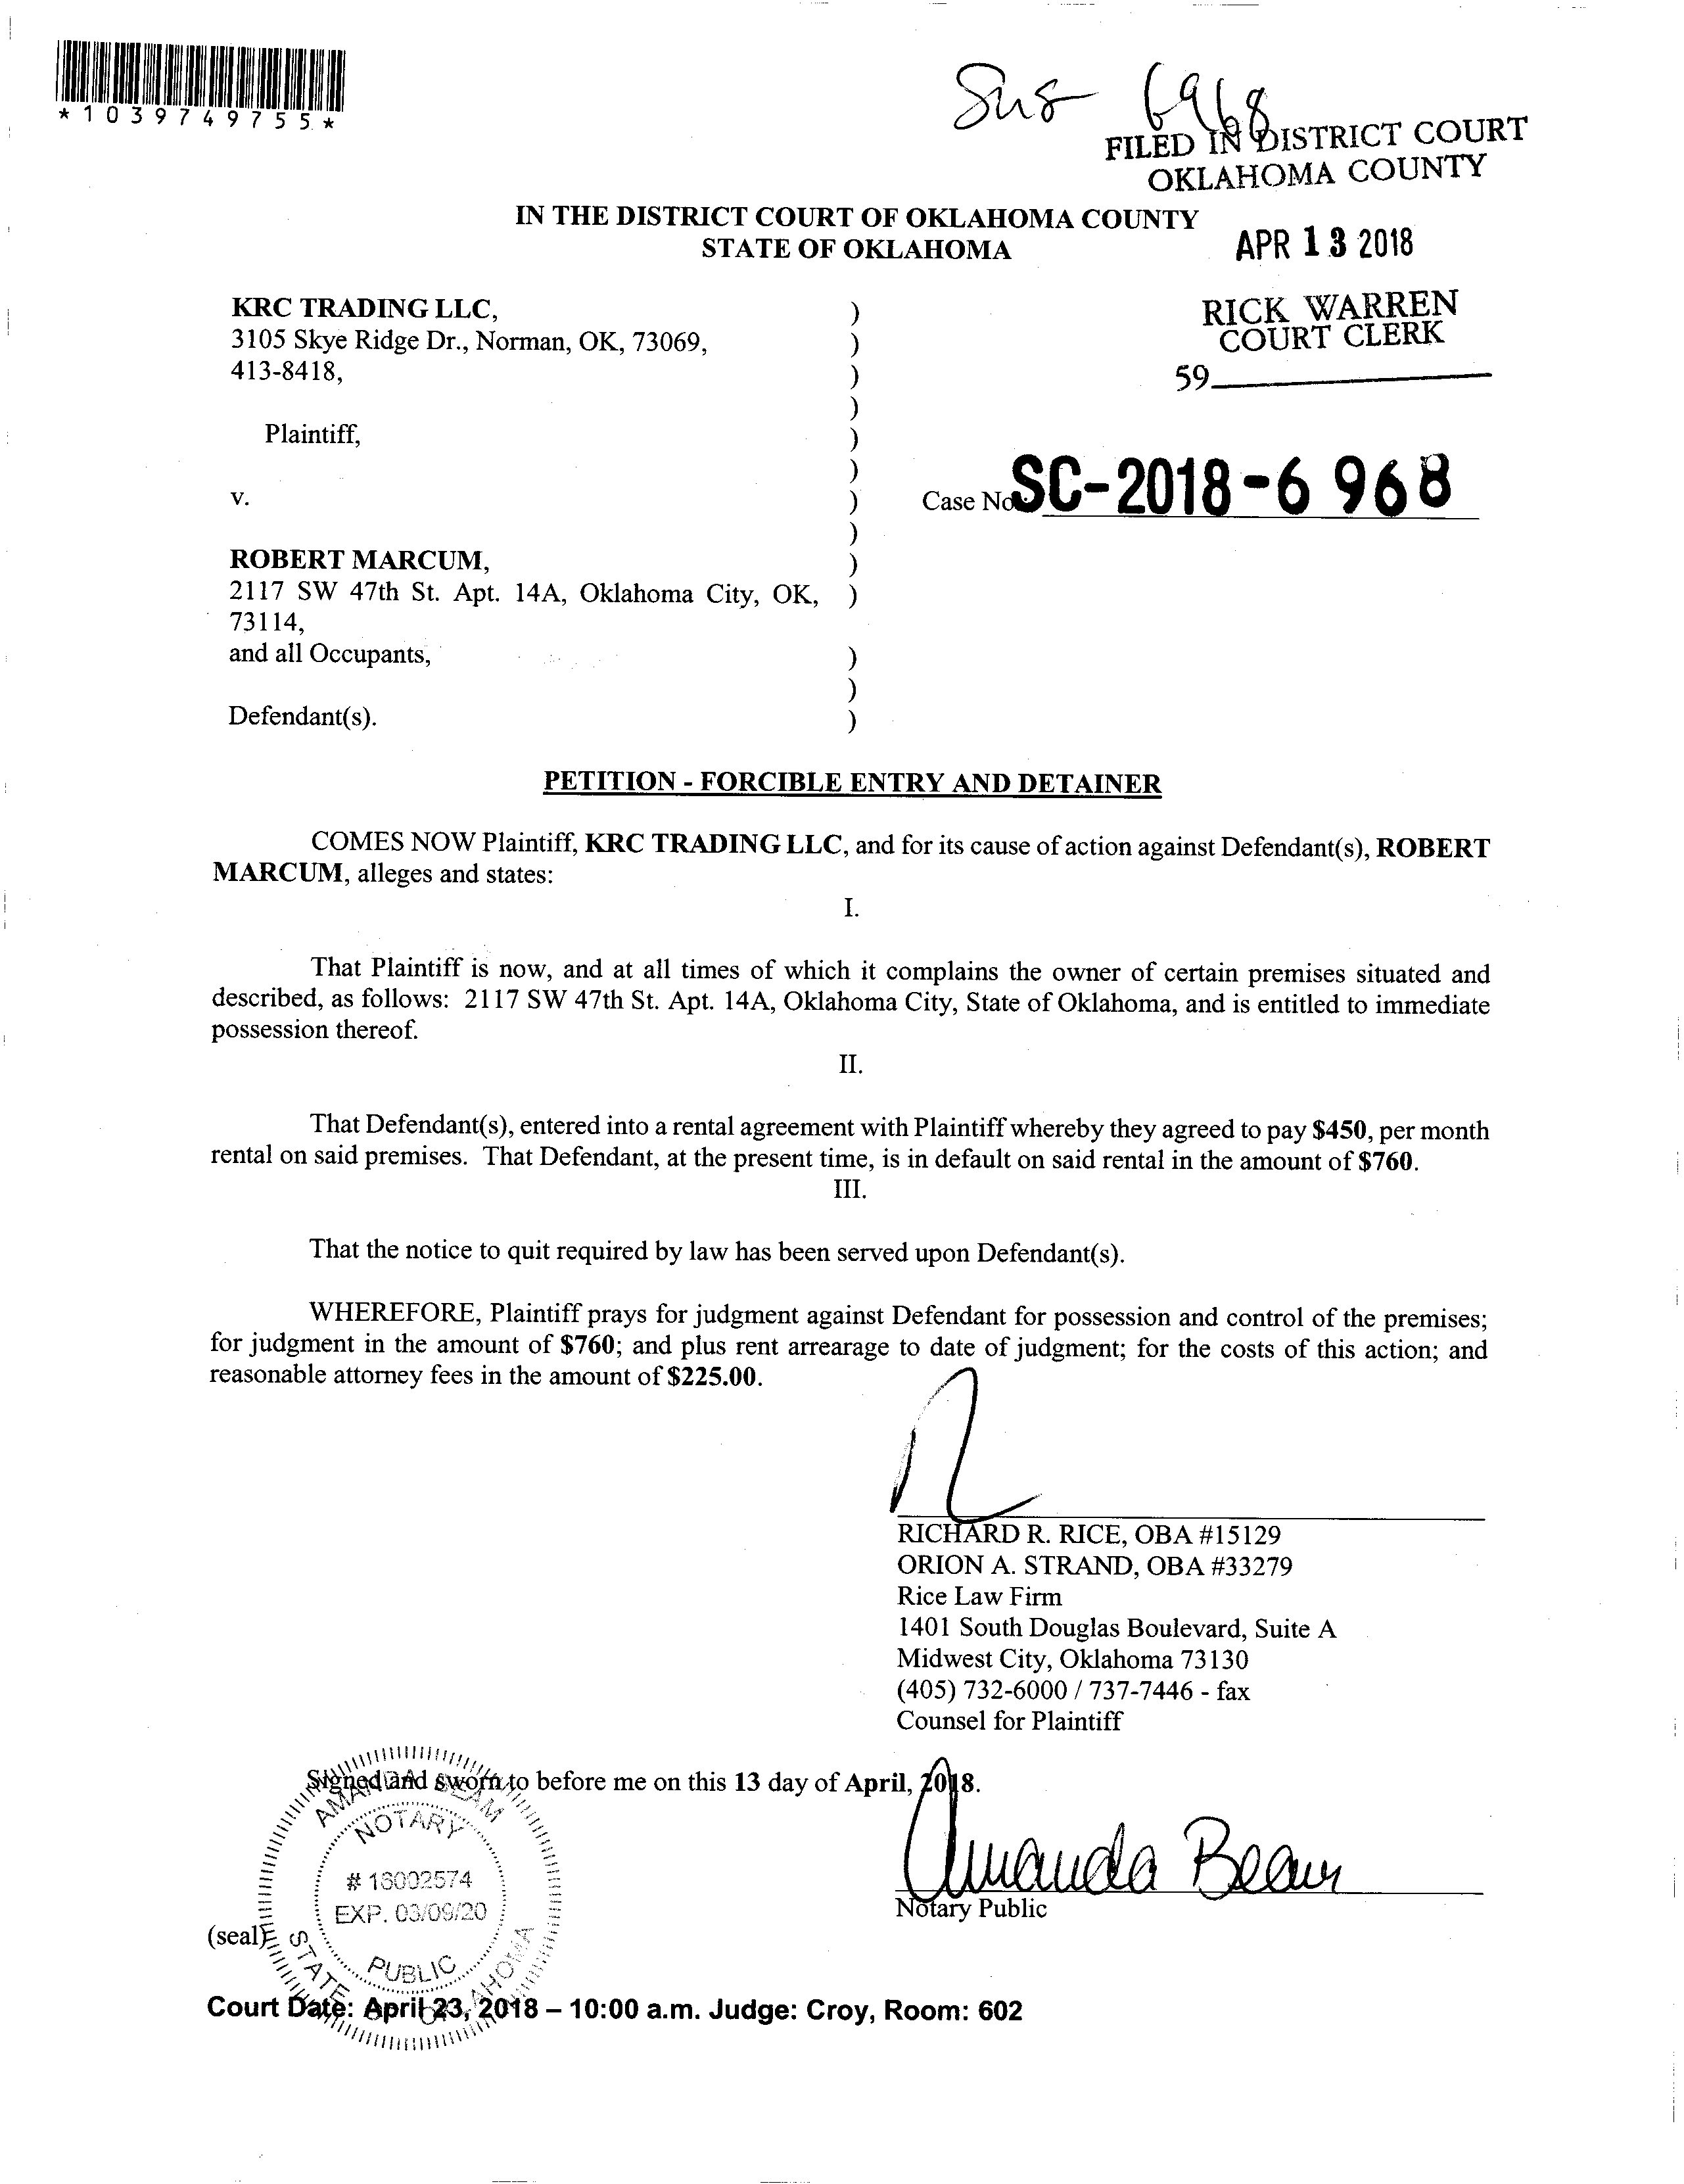 *1039749755*
6968
FILED IN DISTRICT COURT
OKLAHOMA COUNTY
IN THE DISTRICT COURT OF OKLAHOMA COUNTY
STATE OF OKLAHOMA
APR 13 2018
KRC TRADING LLC,
3105 Skye Ridge Dr., Norman, OK, 73069,
413-8418,
RICK WARREN
COURT CLERK
59
Plaintiff,
v.
Case No. SC-2018-6 968
ROBERT MARCUM,
2117 SW 47th St. Apt. 14A, Oklahoma City, OK,
73114,
and all Occupants,
Defendant(s).
)
)
)
)
)
)
)
)
)
)
)
)
)
PETITION - FORCIBLE ENTRY AND DETAINER
COMES NOW Plaintiff, KRC TRADING LLC, and for its cause of action against Defendant(s), ROBERT
MARCUM, alleges and states:
I.
That Plaintiff is now, and at all times of which it complains the owner of certain premises situated and
described, as follows: 2117 SW 47th St. Apt. 14A, Oklahoma City, State of Oklahoma, and is entitled to immediate
possession thereof.
II.
That Defendant(s), entered into a rental agreement with Plaintiff whereby they agreed to pay $450, per month
rental on said premises. That Defendant, at the present time, is in default on said rental in the amount of $760.
III.
That the notice to quit required by law has been served upon Defendant(s).
WHEREFORE, Plaintiff prays for judgment against Defendant for possession and control of the premises;
for judgment in the amount of $760; and plus rent arrearage to date of judgment; for the costs of this action; and
reasonable attorney fees in the amount of $225.00.
RICHARD R. RICE, OBA #15129
ORION A. STRAND, OBA #33279
Rice Law Firm
1401 South Douglas Boulevard, Suite A
Midwest City, Oklahoma 73130
(405) 732-6000 / 737-7446 - fax
Counsel for Plaintiff
Signed and sworn to before me on this 13 day of April, 2018.
AMANDA BEAM
NOTARY
EXP. 03/09/20
PUBLIC
STATE OKLAHOMA
Amanda Beam
Notary Public
(seal)
Court Date: April 23, 2018 – 10:00 a.m. Judge: Croy, Room: 602